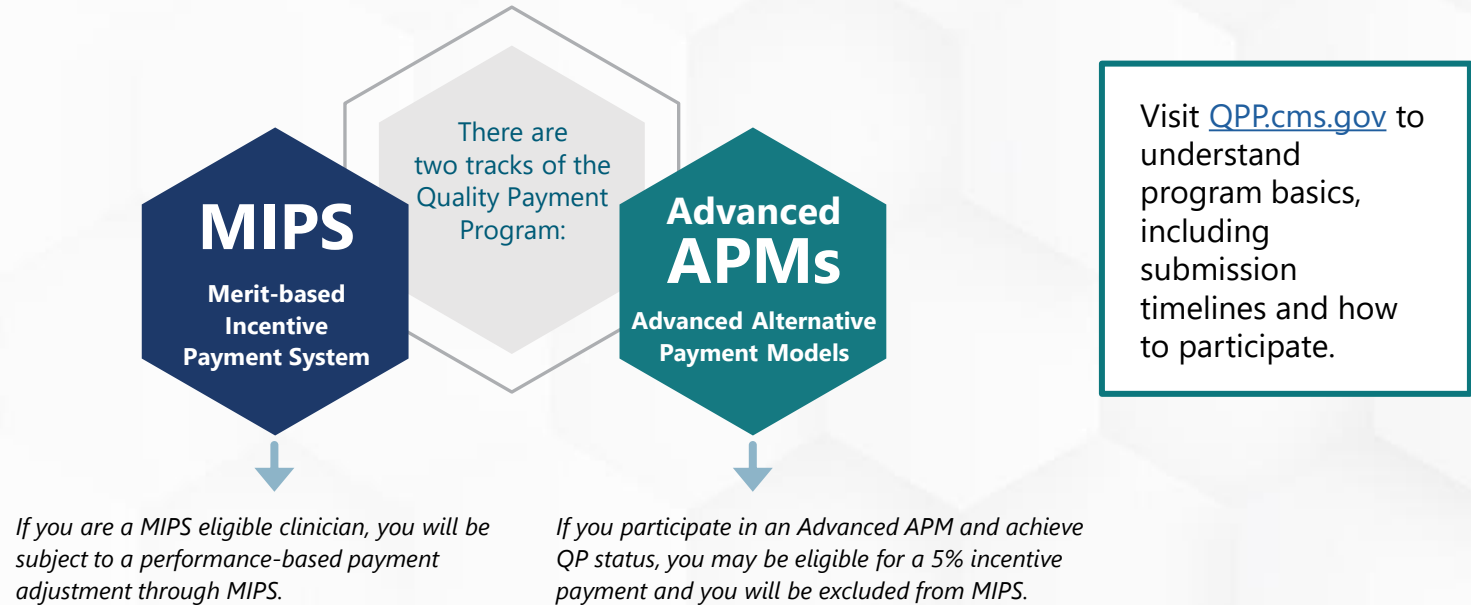 There are
two tracks of the
Quality Payment
Program:
MIPS
Merit-based
Incentive
Payment System
Advanced
APMs
Advanced Alternative
Payment Models
If you are a MIPS eligible clinician, you will be
subject to a performance-based payment
adjustment through MIPS.
If you participate in an Advanced APM and achieve
QP status, you may be eligible for a 5% incentive
payment and you will be excluded from MIPS.
Visit QPP.cms.gov to
understand
program basics,
including
submission
timelines and how
to participate.